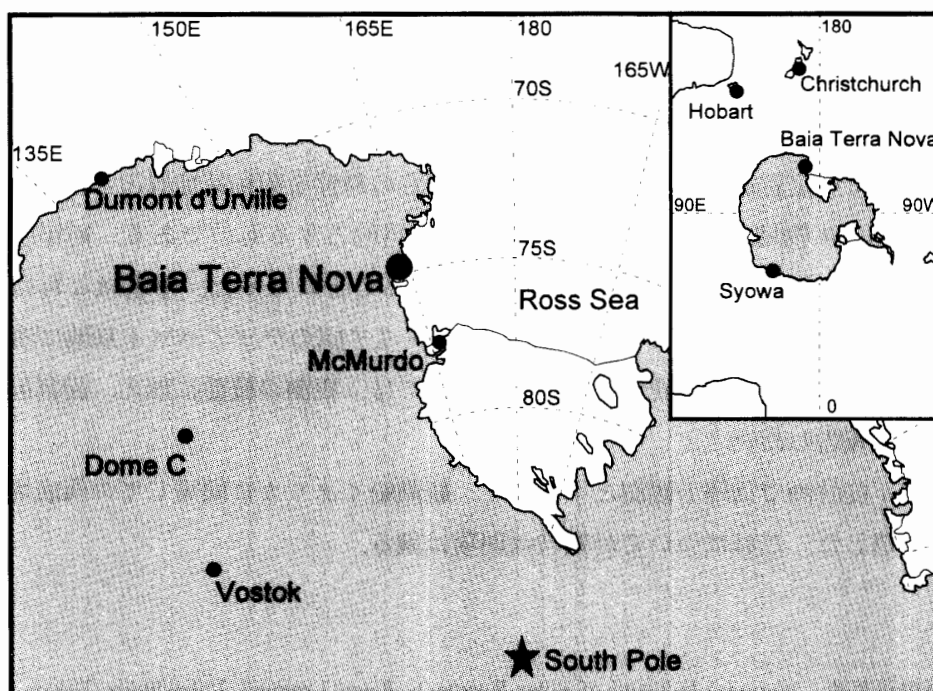 150E
165E
180
165W
70S
135E
Dumont d"Urville
Baia Terra Nova
75S
Ross Sea
McMurdo
80S
Dome C
Vostok
South Pole
180
Christchurch
Hobart
Baia Terra Nova
90E
90W
Syowa
0